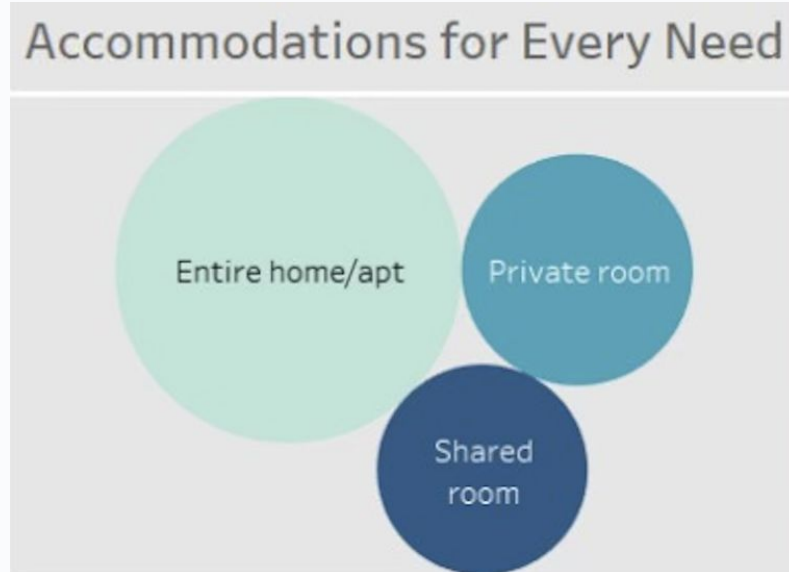 Accommodations for Every Need
Entire home/apt
Private room
Shared
room